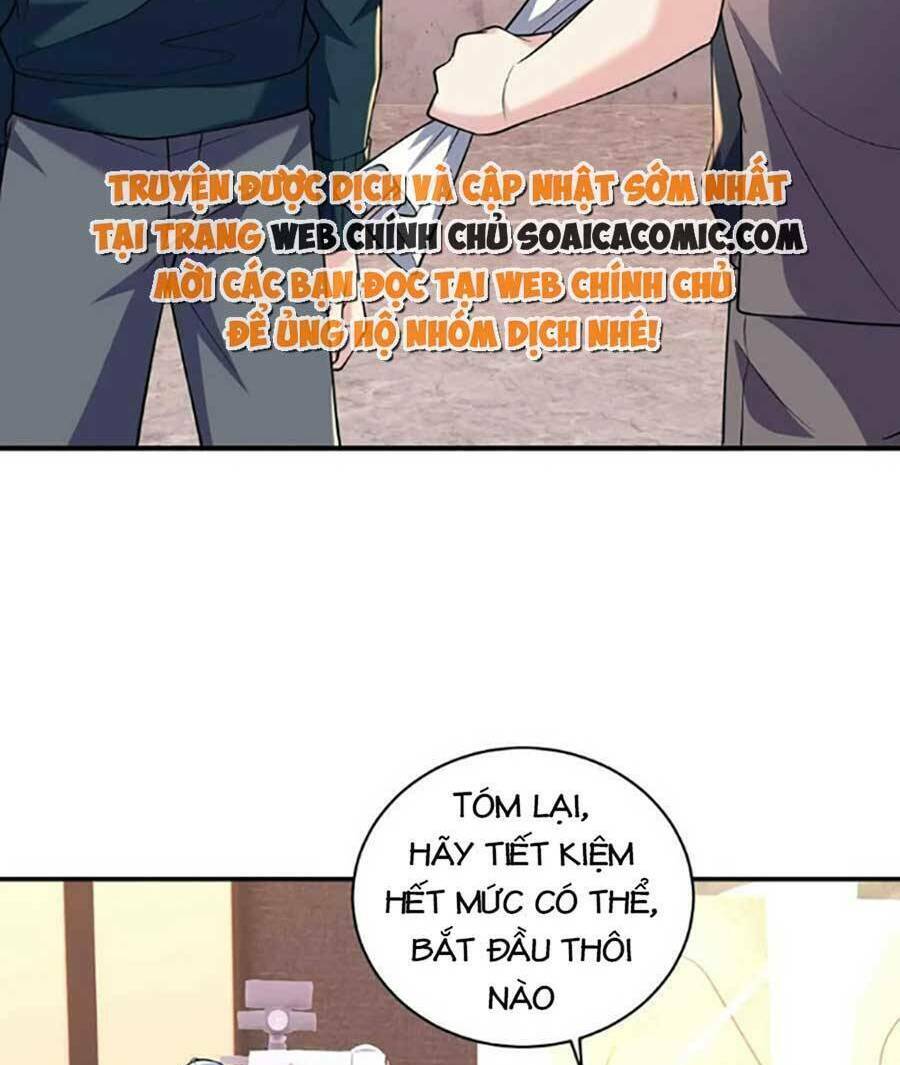 TRUYỆN ĐƯỢC DỊCH VÀ CẬP NHẬT SỚM NHẤT
TẠI TRANG WEB CHÍNH CHỦ SOAICACOMIC.COM
MỜI CÁC BẠN ĐỌC TẠI WEB CHÍNH CHỦ
ĐỂ ỦNG HỘ NHÓM DỊCH NHÉ!
TÓM LẠI,
HÃY TIẾT KIỆM
HẾT MỨC CÓ THỂ,
BẮT ĐẦU THÔI
NÀO